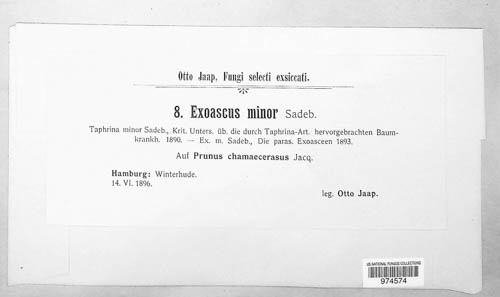 Otto Jaap, Fungi selecti exsiccati.
8. Exoascus minor Sadeb.
Taphrina minor Sadeb., Krit. Unters. üb. die durch Taphrina-Art. hervorgebrachten Baum-
krankh. 1890. — Ex. m. Sadeb., Die paras. Exoasceen 1893.
Auf Prunus chamaecerasus Jacq.
Hamburg: Winterhude.
14. VI. 1896.
leg. Otto Jaap.
US NATIONAL FUNGUS COLLECTIONS
974574